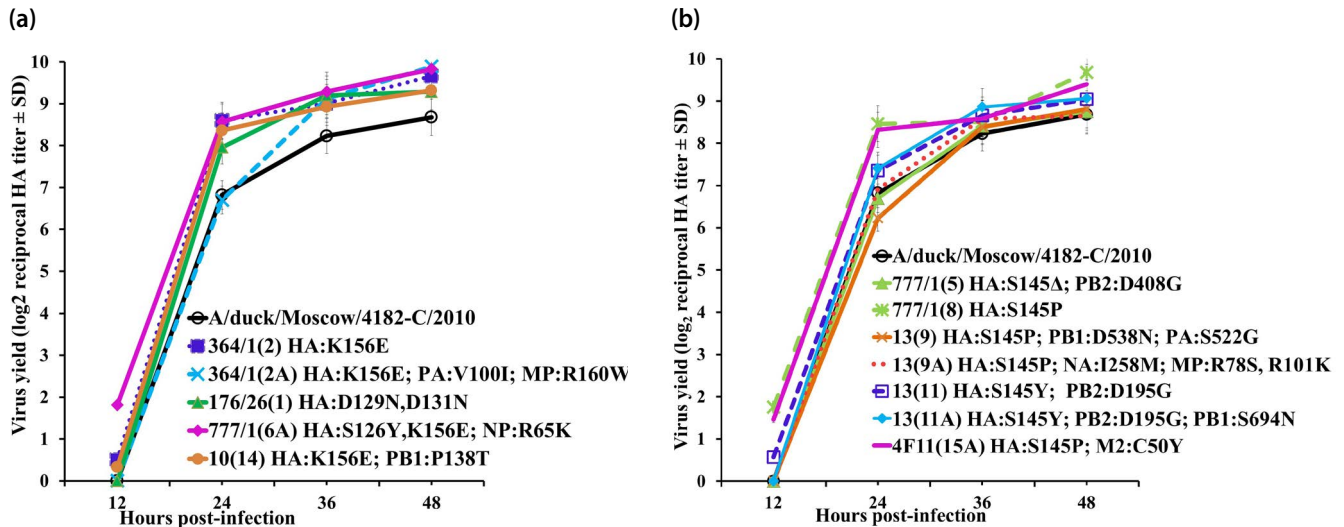 (a)
Virus yield (log2 reciprocal HA titer ± SD)
10
9
8
7
6
5
4
3
2
1
0
A/duck/Moscow/4182-C/2010
364/1(2) HA:K156E
364/1(2A) HA:K156E; PA:V100I; MP:R160W
176/26(1) HA:D129N,D131N
777/1(6A) HA:S126Y,K156E; NP:R65K
10(14) HA:K156E; PB1:P138T
12 24 36 48
Hours post-infection
(b)
Virus yield (log2 reciprocal HA titer ± SD)
10
9
8
7
6
5
4
3
2
1
0
A/duck/Moscow/4182-C/2010
777/1(5) HA:S145Δ; PB2:D408G
777/1(8) HA:S145P
13(9) HA:S145P; PB1:D538N; PA:S522G
13(9A) HA:S145P; NA:I258M; MP:R78S, R101K
13(11) HA:S145Y; PB2:D195G
13(11A) HA:S145Y; PB2:D195G; PB1:S694N
4F11(15A) HA:S145P; M2:C50Y
12 24 36 48
Hours post-infection